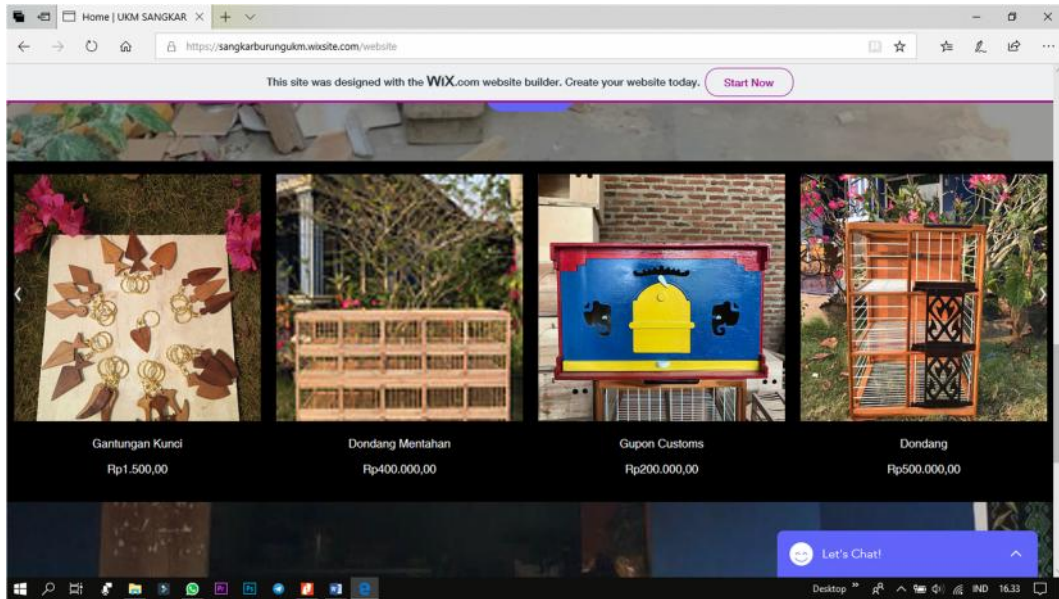 Home | UKM SANGKAR
https://sangkarburungukm.wixsite.com/website
This site was designed with the WiX.com website builder. Create your website today. Start Now
Gantungan Kunci
Rp1.500,00
Dondang Mentahan
Rp400.000,00
Gupon Customs
Rp200.000,00
Dondang
Rp500.000,00
Let's Chat!
Desktop IND 16.33